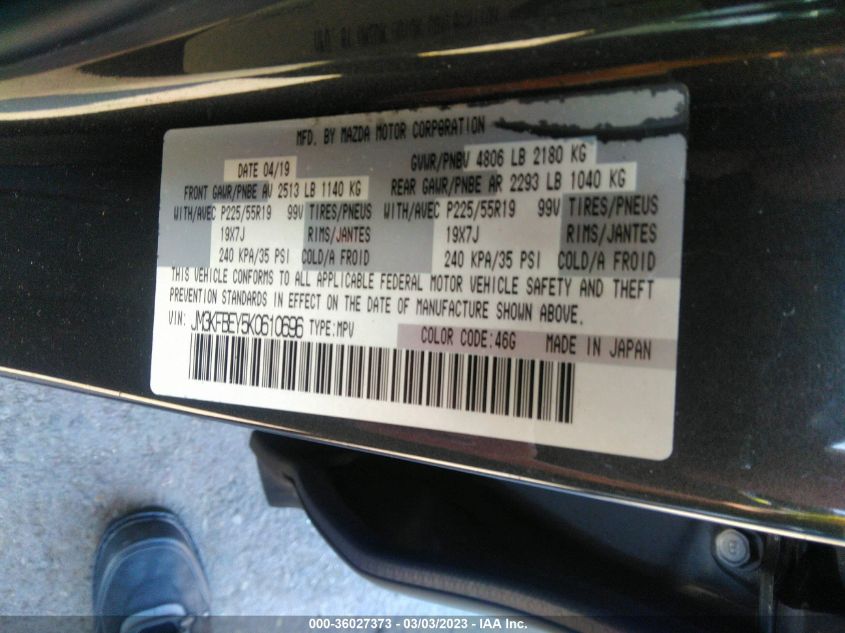 MFD. BY MAZDA MOTOR CORPORATION
DATE 04/19 GVWR/PNBV 4806 LB 2180 KG
FRONT GAWR/PNBE AV 2513 LB 1140 KG REAR GAWR/PNBE AR 2293 LB 1040 KG
WITH/AVEC P225/55R19 99V TIRES/PNEUS WITH/AVEC P225/55R19 99V TIRES/PNEUS
19X7J RIMS/JANTES 19X7J RIMS/JANTES
240 KPA/35 PSI COLD/A FROID 240 KPA/35 PSI COLD/A FROID
THIS VEHICLE CONFORMS TO ALL APPLICABLE FEDERAL MOTOR VEHICLE SAFETY AND THEFT
PREVENTION STANDARDS IN EFFECT ON THE DATE OF MANUFACTURE SHOWN ABOVE.
VIN: JM3KFBEY5K0610696 TYPE:MPV COLOR CODE:46G MADE IN JAPAN
000-36027373 - 03/03/2023 - IAA Inc.